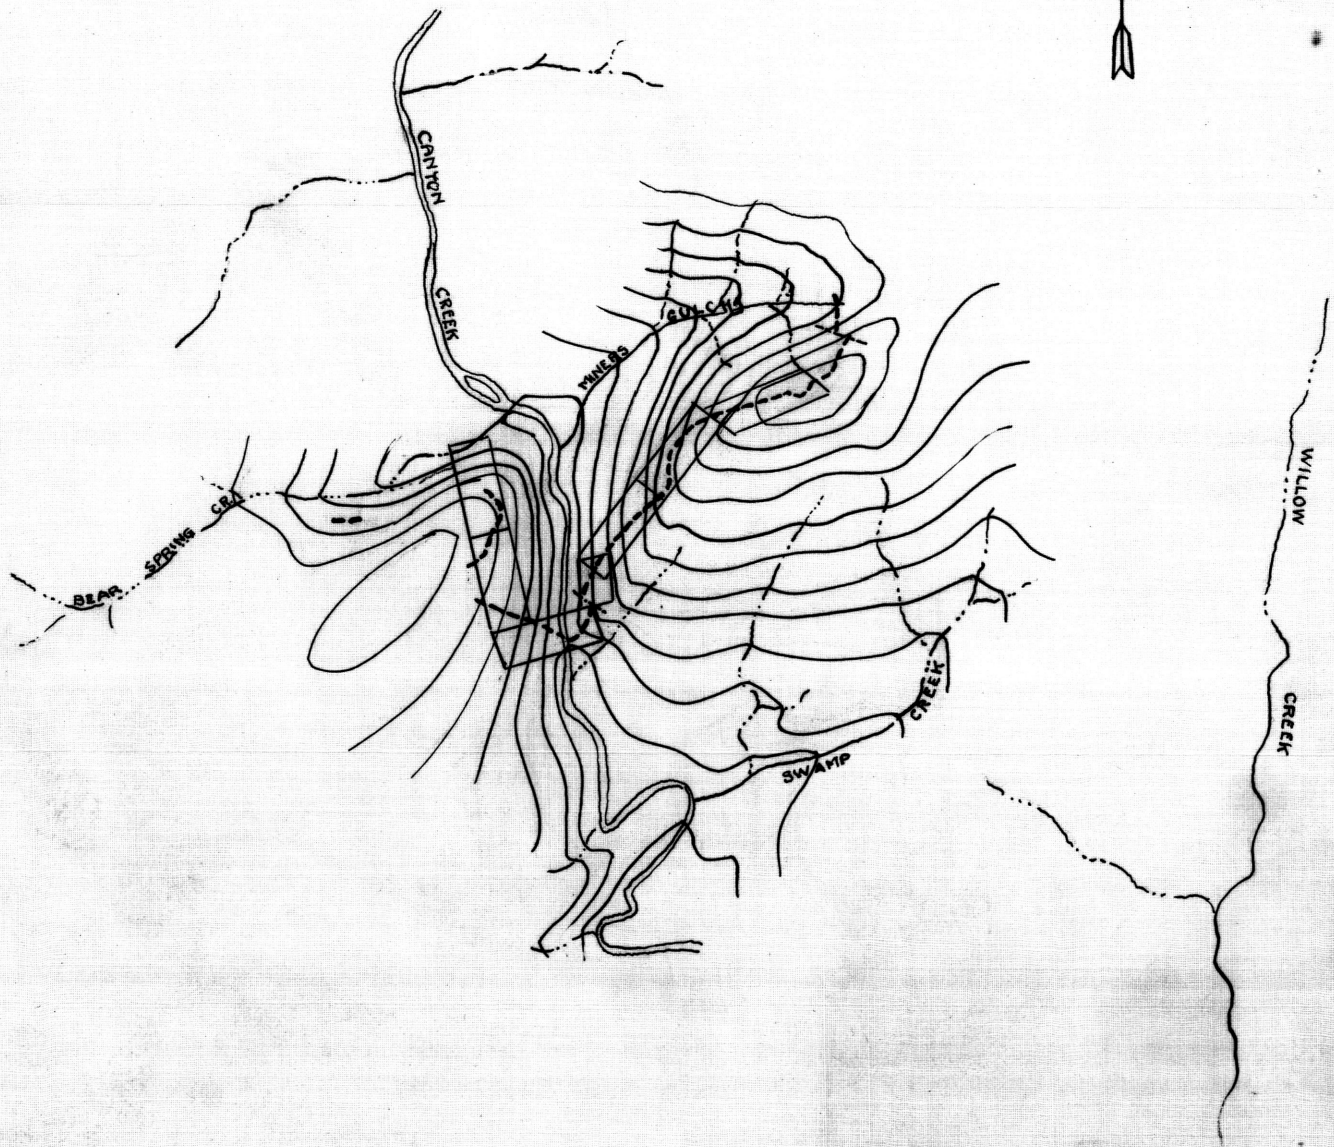 CANYON
CREEK
MINERS
GULCH
BEAR SPRING CR.
SWAMP
CREEK
WILLOW
CREEK